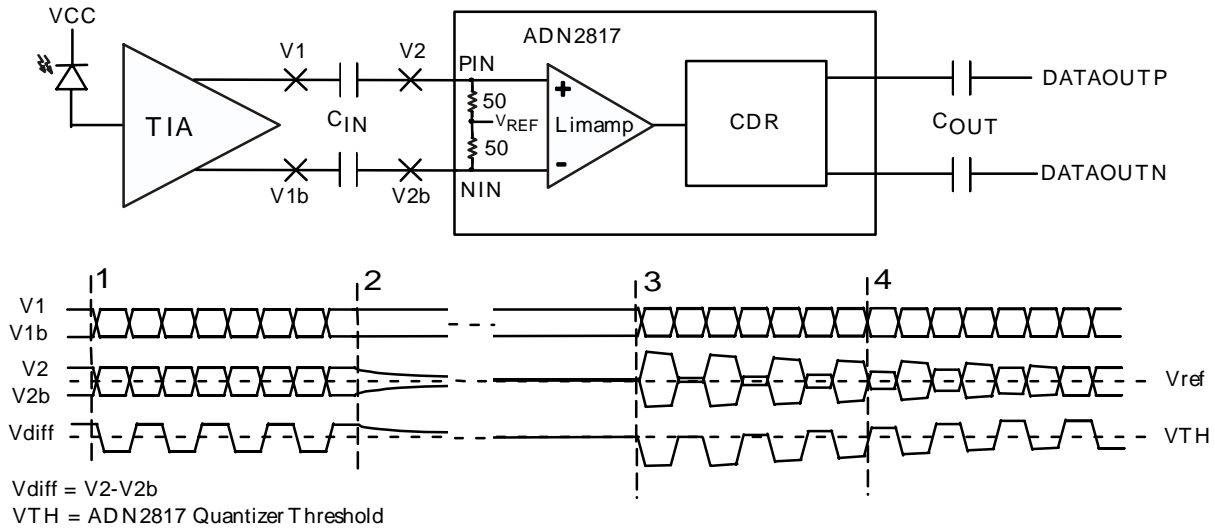 VCC
ADN2817
V1
V2
PIN
+
50
DATAOUTP
TIA
CIN
VREF
Limamp
CDR
COUT
50
-
V1b
V2b
NIN
DATAOUTN
1
2
3
4
V1
V1b
V2
V2b
Vref
Vdiff
VTH
Vdiff = V2-V2b
VTH = ADN2817 Quantizer Threshold